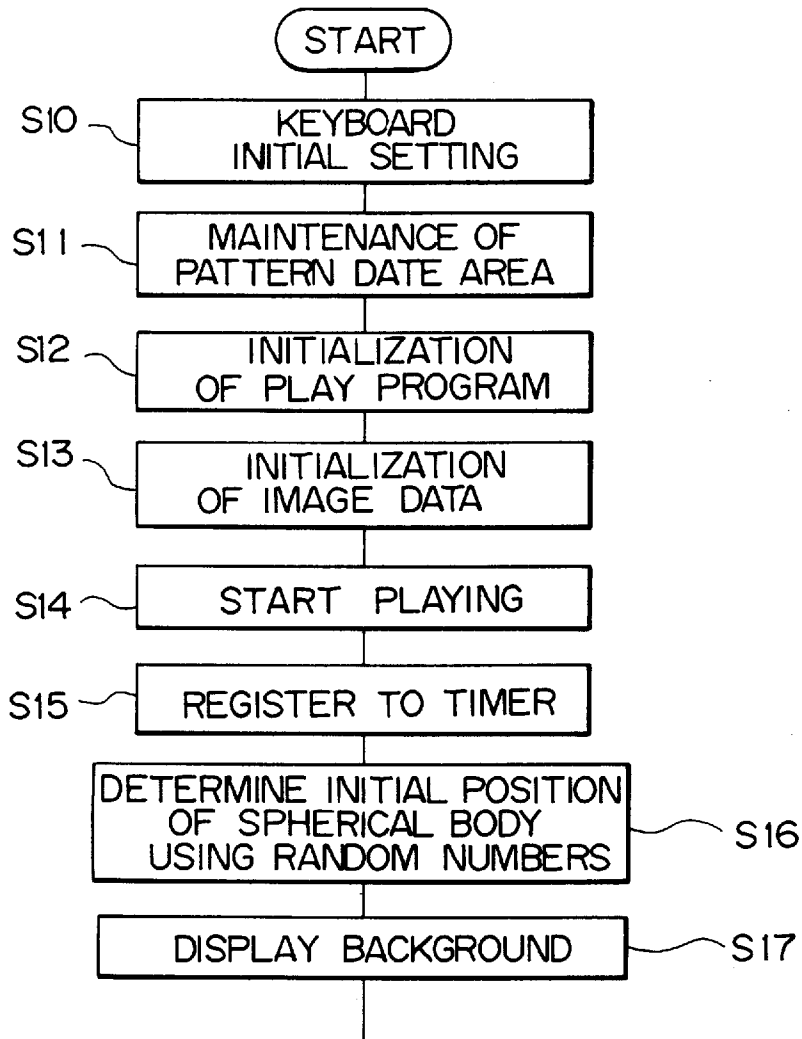 START
S10
KEYBOARD
INITIAL SETTING
S11
MAINTENANCE OF
PATTERN DATE AREA
S12
INITIALIZATION
OF PLAY PROGRAM
S13
INITIALIZATION
OF IMAGE DATA
S14
START PLAYING
S15
REGISTER TO TIMER
DETERMINE INITIAL POSITION
OF SPHERICAL BODY
USING RANDOM NUMBERS
S16
DISPLAY BACKGROUND
S17